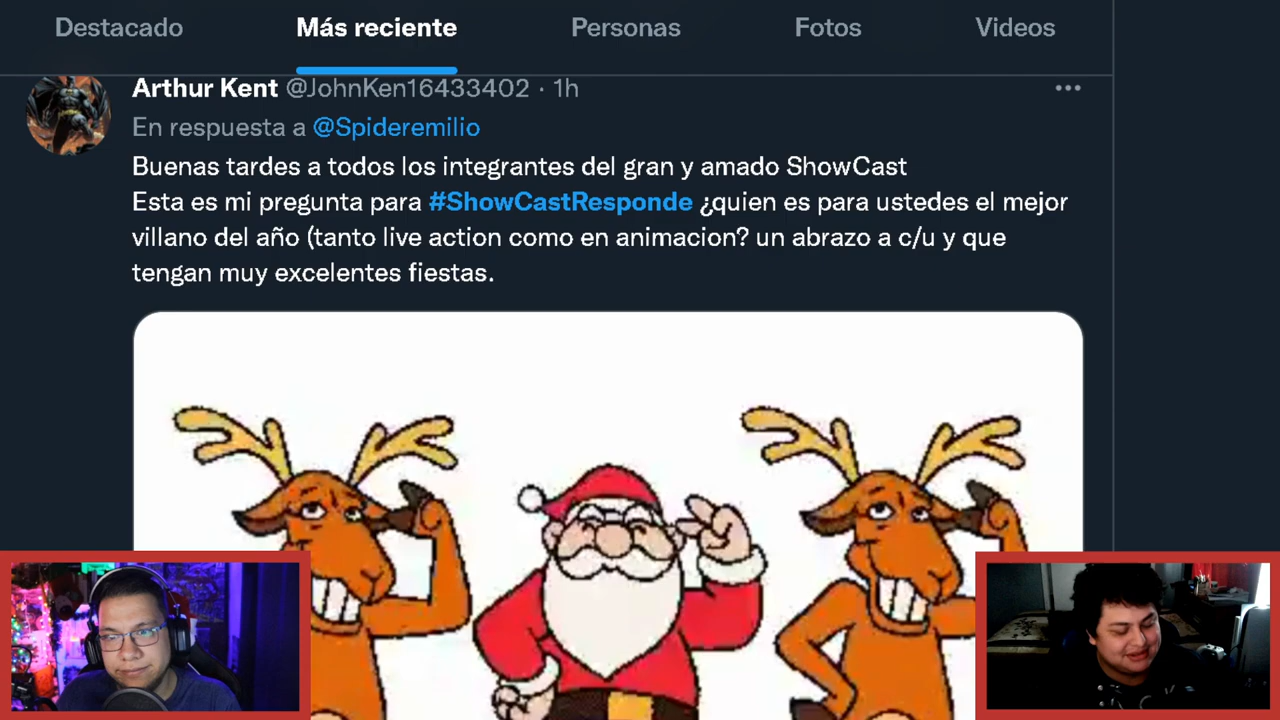 Destacado Más reciente Personas Fotos Videos
Arthur Kent @JohnKen16433402 · 1h
En respuesta a @Spideremilio
Buenas tardes a todos los integrantes del gran y amado ShowCast
Esta es mi pregunta para #ShowCastResponde ¿quien es para ustedes el mejor
villano del año (tanto live action como en animacion? un abrazo a c/u y que
tengan muy excelentes fiestas.